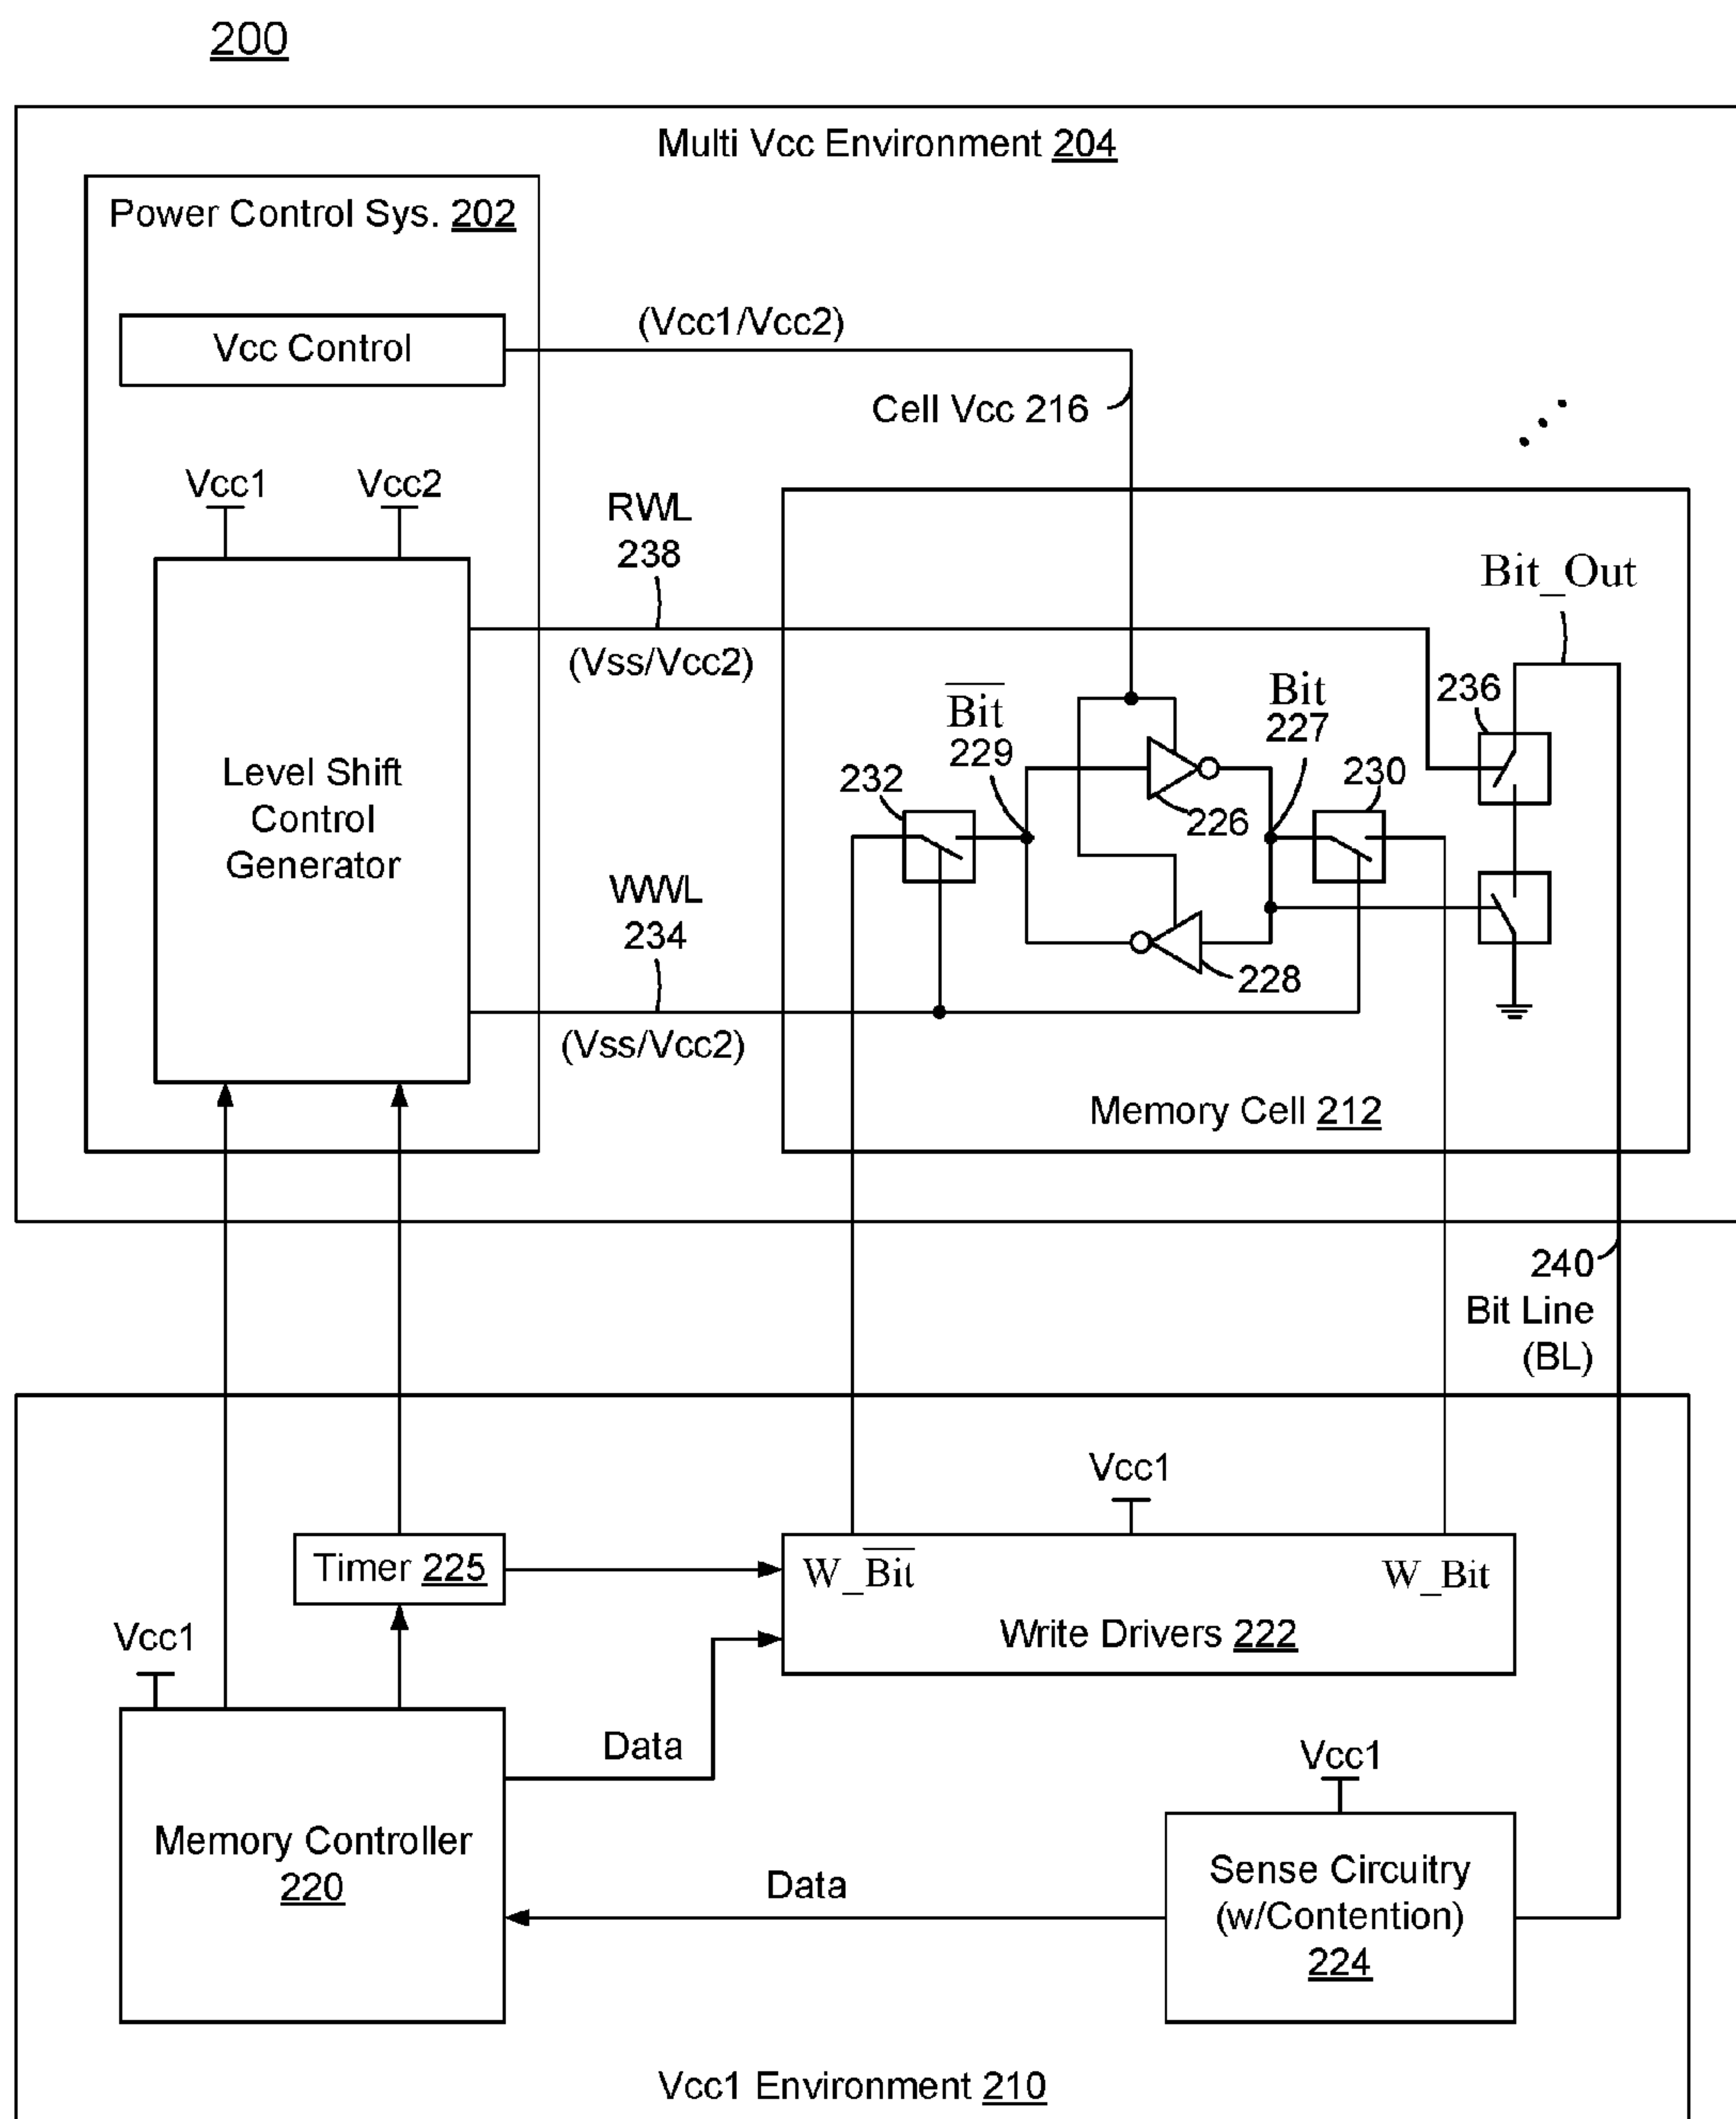 200
Multi Vcc Environment 204
Power Control Sys. 202
Vcc Control
(Vcc1/Vcc2)
Cell Vcc 216
Vcc1
Vcc2
RWL
238
(Vss/Vcc2)
Level Shift
Control
Generator
WWL
234
(Vss/Vcc2)
Bit_Out
236
B̅i̅t̅
229
Bit
227
232
230
226
228
Memory Cell 212
240
Bit Line
(BL)
Vcc1
Timer 225
W_B̅i̅t̅
W_Bit
Write Drivers 222
Vcc1
Data
Memory Controller
220
Vcc1
Data
Sense Circuitry
(w/Contention)
224
Vcc1 Environment 210